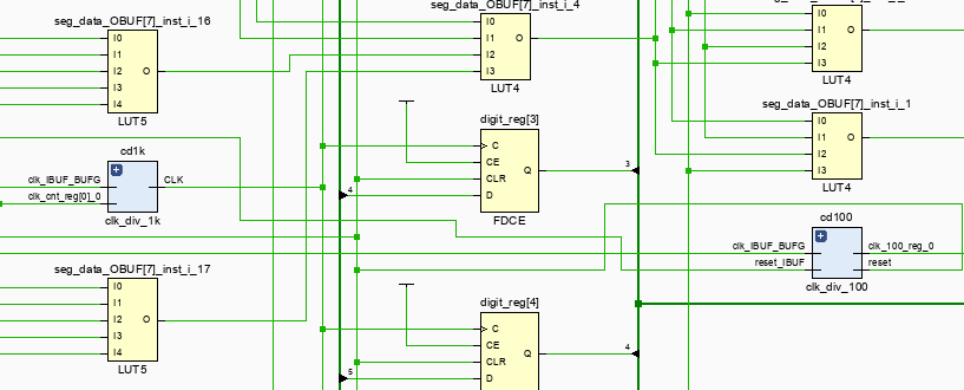 seg_data_OBUF[7]_inst_i_16
I0
I1
I2
O
I3
I4
LUT5
cd1k
clk_IBUF_BUFG
CLK
clk_cnt_reg[0]_0
clk_div_1k
seg_data_OBUF[7]_inst_i_17
I0
I1
I2
O
I3
I4
LUT5
seg_data_OBUF[7]_inst_i_4
I0
I1
O
I2
I3
LUT4
digit_reg[3]
C
CE
Q
3
CLR
4
D
FDCE
digit_reg[4]
C
CE
Q
4
CLR
5
D
I0
I1
O
I2
I3
LUT4
seg_data_OBUF[7]_inst_i_1
I0
I1
O
I2
I3
LUT4
cd100
clk_IBUF_BUFG
clk_100_reg_0
reset_IBUF
reset
clk_div_100